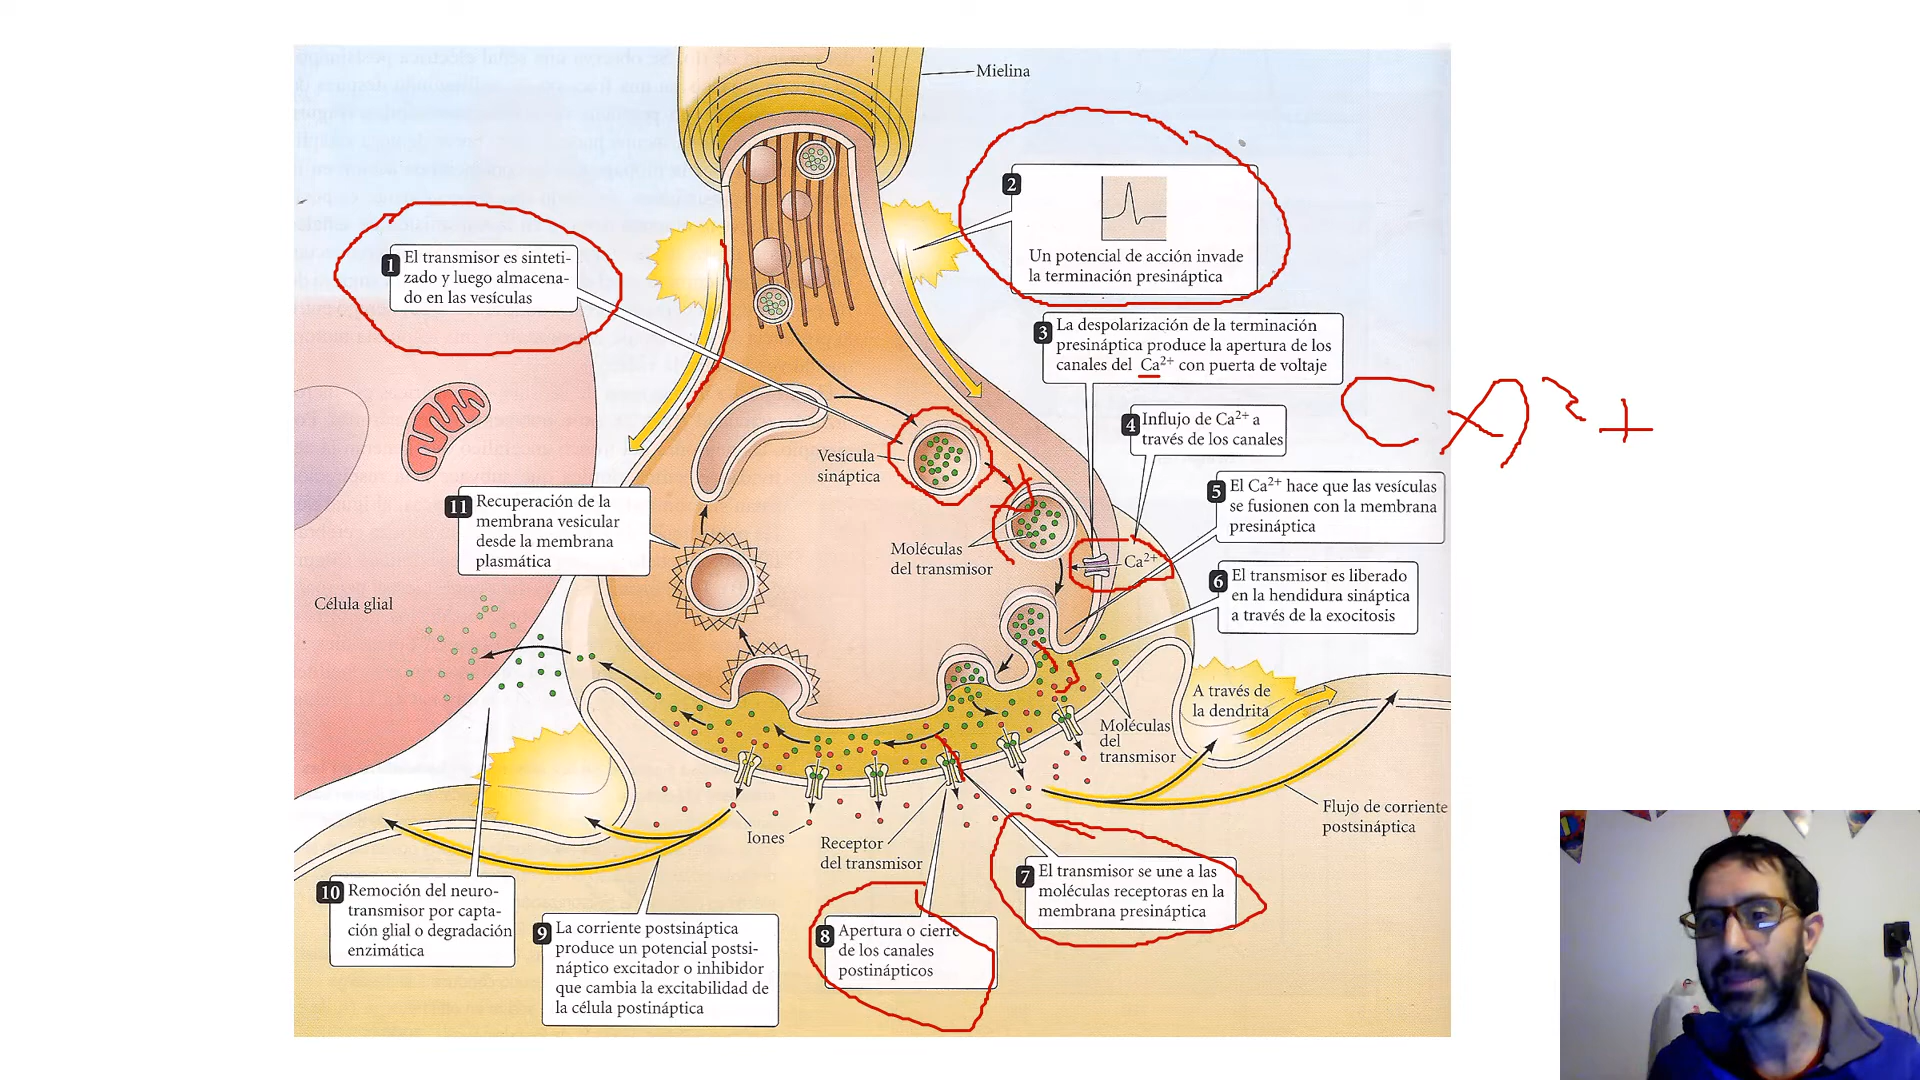 Mielina
2
Un potencial de acción invade
la terminación presináptica
1
El transmisor es sinteti-
zado y luego almacena-
do en las vesículas
3
La despolarización de la terminación
presináptica produce la apertura de los
canales del Ca²⁺ con puerta de voltaje
Ca²⁺
4
Influjo de Ca²⁺ a
través de los canales
Vesícula
sináptica
5
El Ca²⁺ hace que las vesículas
se fusionen con la membrana
presináptica
11
Recuperación de la
membrana vesicular
desde la membrana
plasmática
Moléculas
del transmisor
Ca²⁺
6
El transmisor es liberado
en la hendidura sináptica
a través de la exocitosis
Célula glial
A través de
la dendrita
Moléculas
del
transmisor
Flujo de corriente
postsináptica
Iones
Receptor
del transmisor
7
El transmisor se une a las
moléculas receptoras en la
membrana presináptica
10
Remoción del neuro-
transmisor por capta-
ción glial o degradación
enzimática
9
La corriente postsináptica
produce un potencial postsi-
náptico excitador o inhibidor
que cambia la excitabilidad de
la célula postináptica
8
Apertura o cierre
de los canales
postinápticos